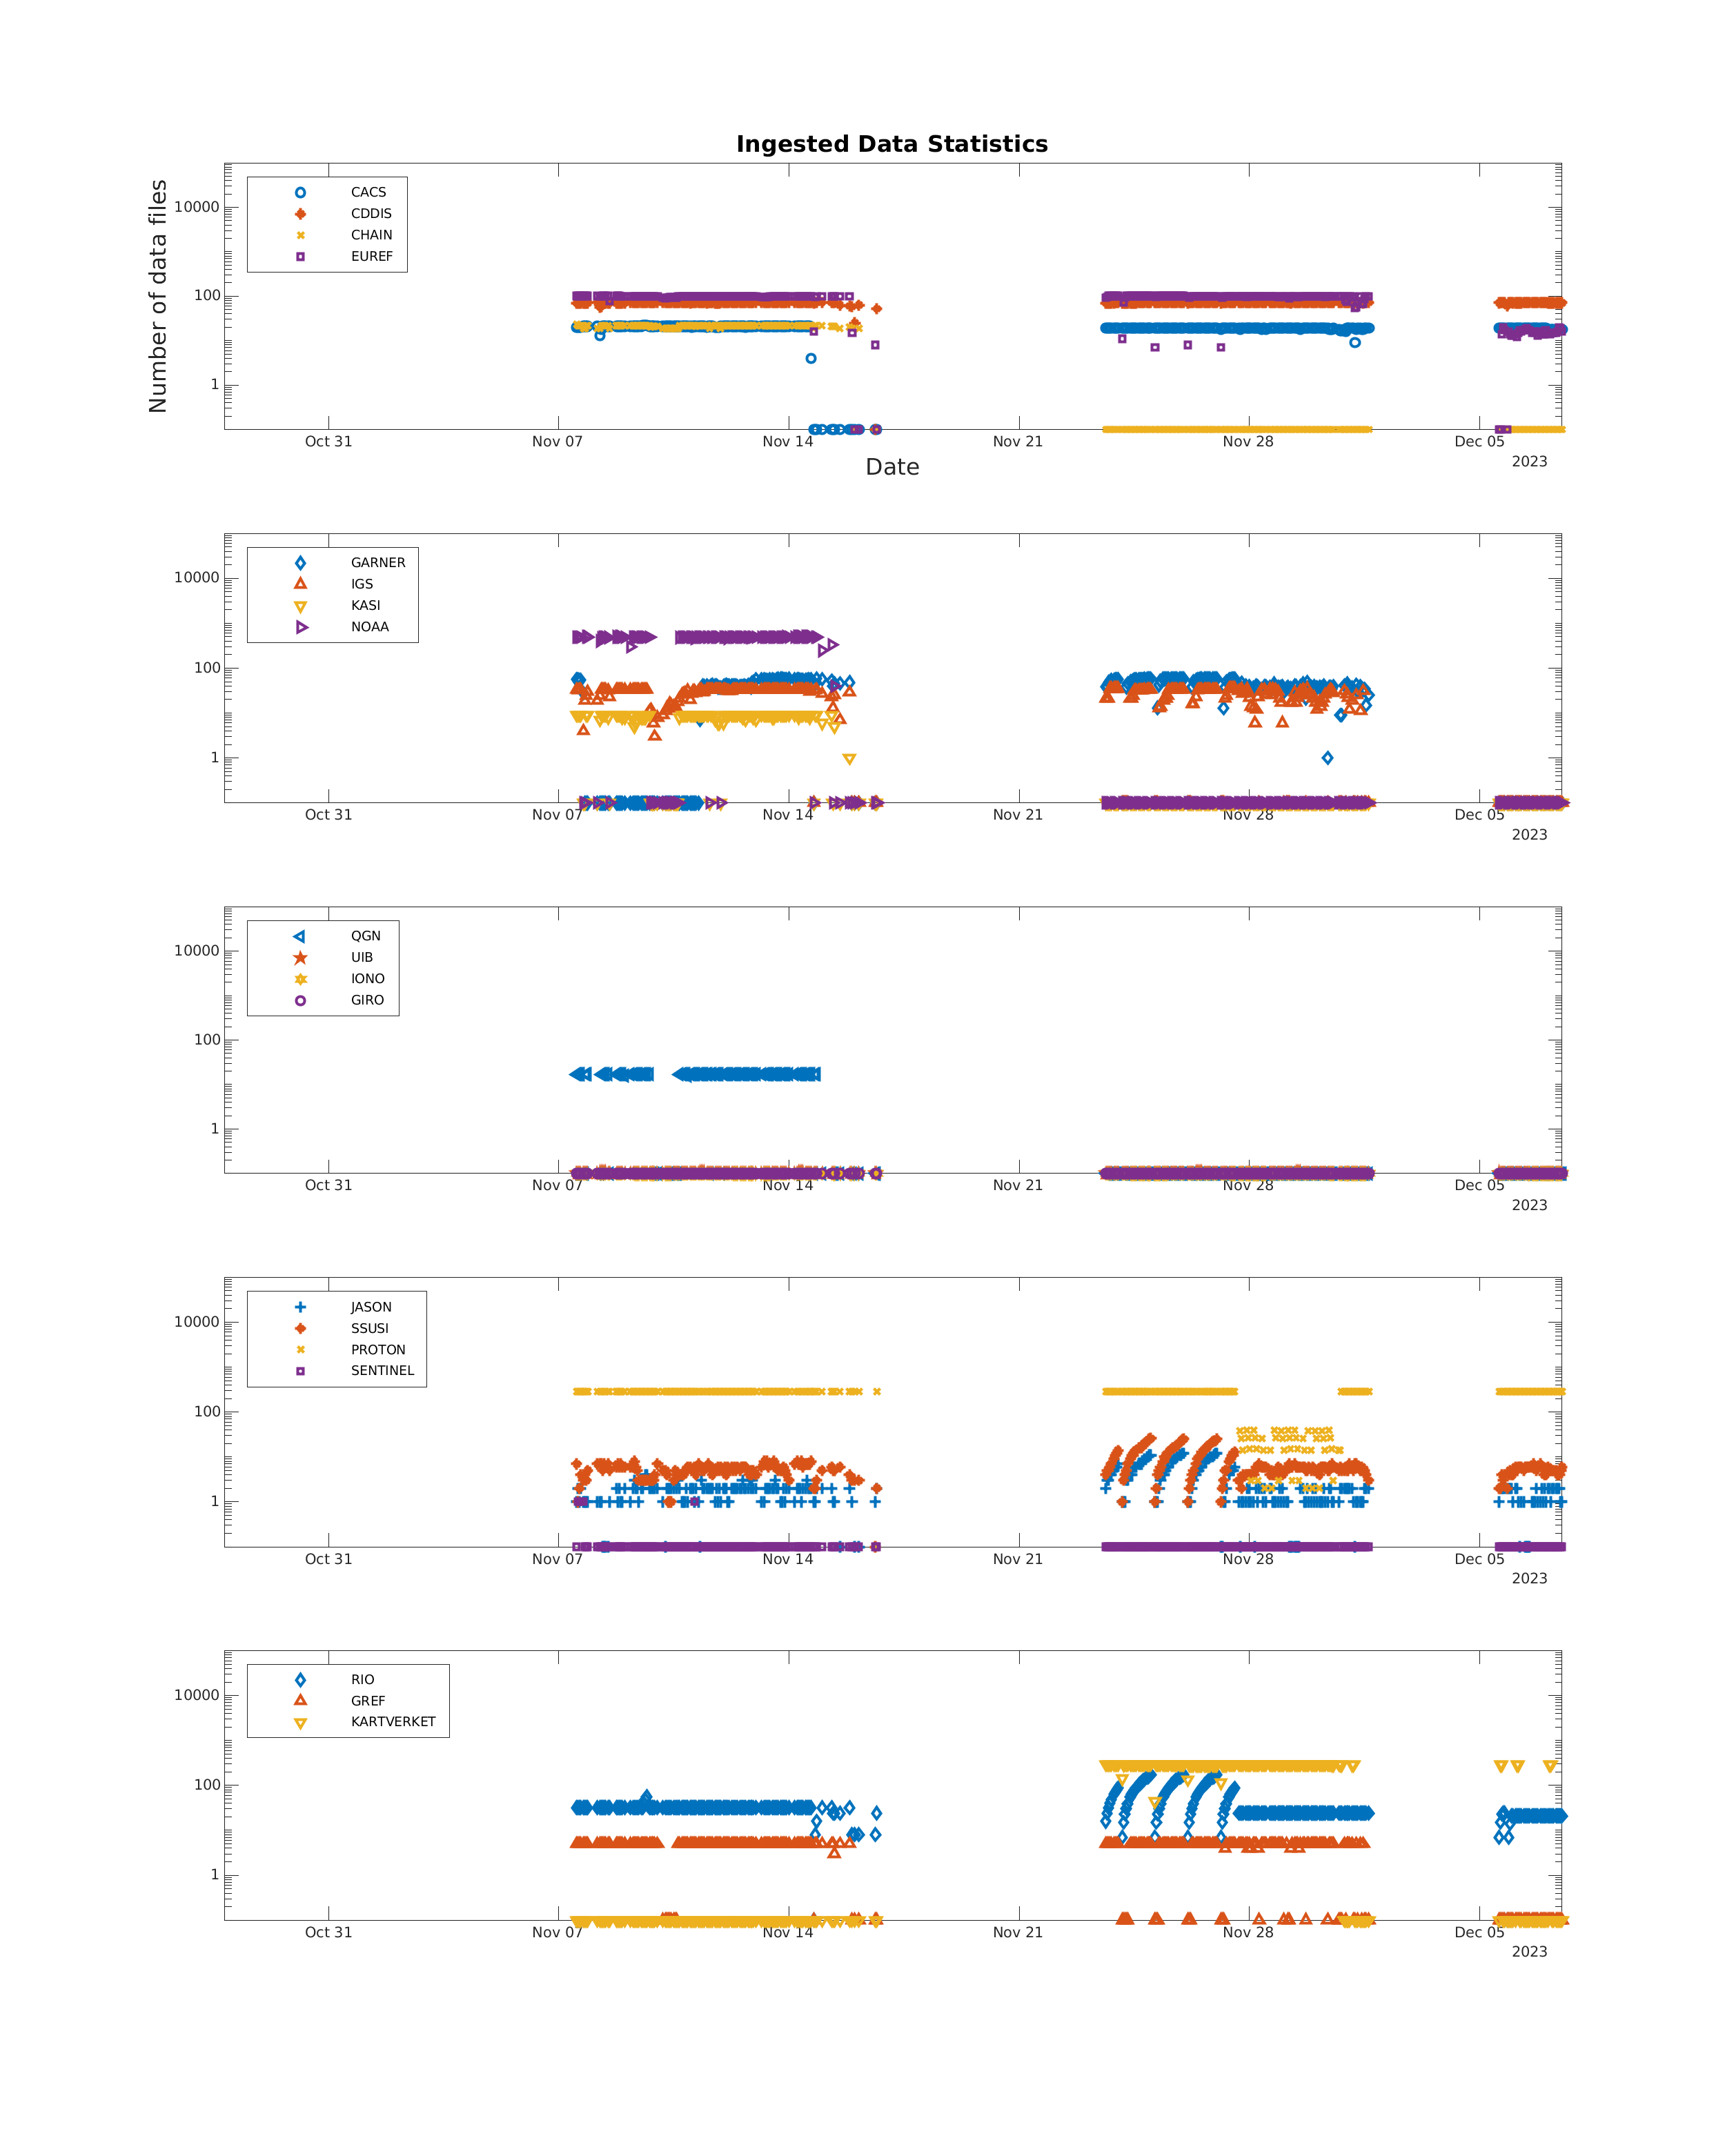 Ingested Data Statistics
Number of data files
10000
100
1
CACS
CDDIS
CHAIN
EUREF
Oct 31 Nov 07 Nov 14 Nov 21 Nov 28 Dec 05
2023
Date
10000
100
1
GARNER
IGS
KASI
NOAA
Oct 31 Nov 07 Nov 14 Nov 21 Nov 28 Dec 05
2023
10000
100
1
QGN
UIB
IONO
GIRO
Oct 31 Nov 07 Nov 14 Nov 21 Nov 28 Dec 05
2023
10000
100
1
JASON
SSUSI
PROTON
SENTINEL
Oct 31 Nov 07 Nov 14 Nov 21 Nov 28 Dec 05
2023
10000
100
1
RIO
GREF
KARTVERKET
Oct 31 Nov 07 Nov 14 Nov 21 Nov 28 Dec 05
2023